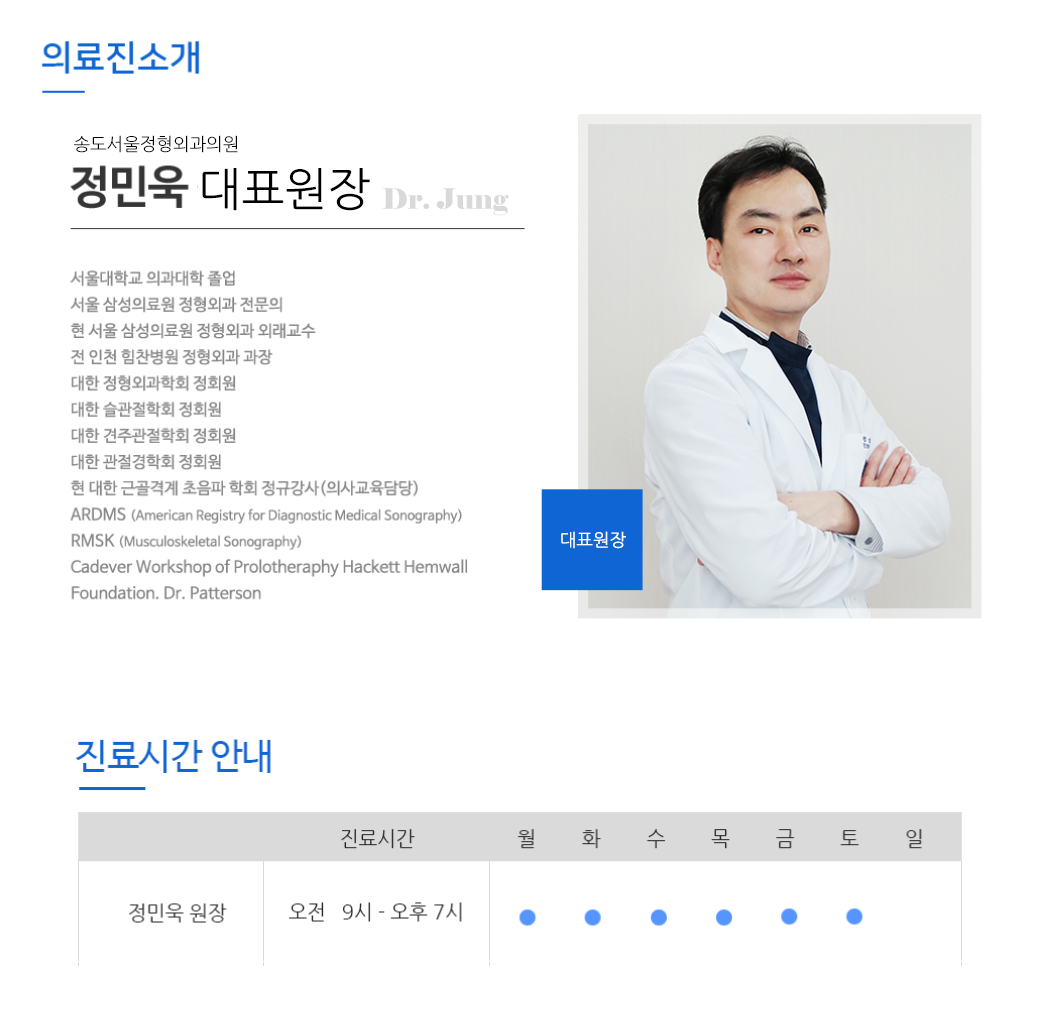 의료진소개
송도서울정형외과의원
정민욱 대표원장 Dr. Jung
서울대학교 의과대학 졸업
서울 삼성의료원 정형외과 전문의
현 서울 삼성의료원 정형외과 외래교수
전 인천 힘찬병원 정형외과 과장
대한 정형외과학회 정회원
대한 슬관절학회 정회원
대한 견주관절학회 정회원
대한 관절경학회 정회원
현 대한 근골격계 초음파 학회 정규강사(의사교육담당)
ARDMS (American Registry for Diagnostic Medical Sonography)
RMSK (Musculoskeletal Sonography)
Cadever Workshop of Prolotheraphy Hackett Hemwall
Foundation. Dr. Patterson
대표원장
진료시간 안내
진료시간 월 화 수 목 금 토 일
정민욱 원장 오전 9시 - 오후 7시